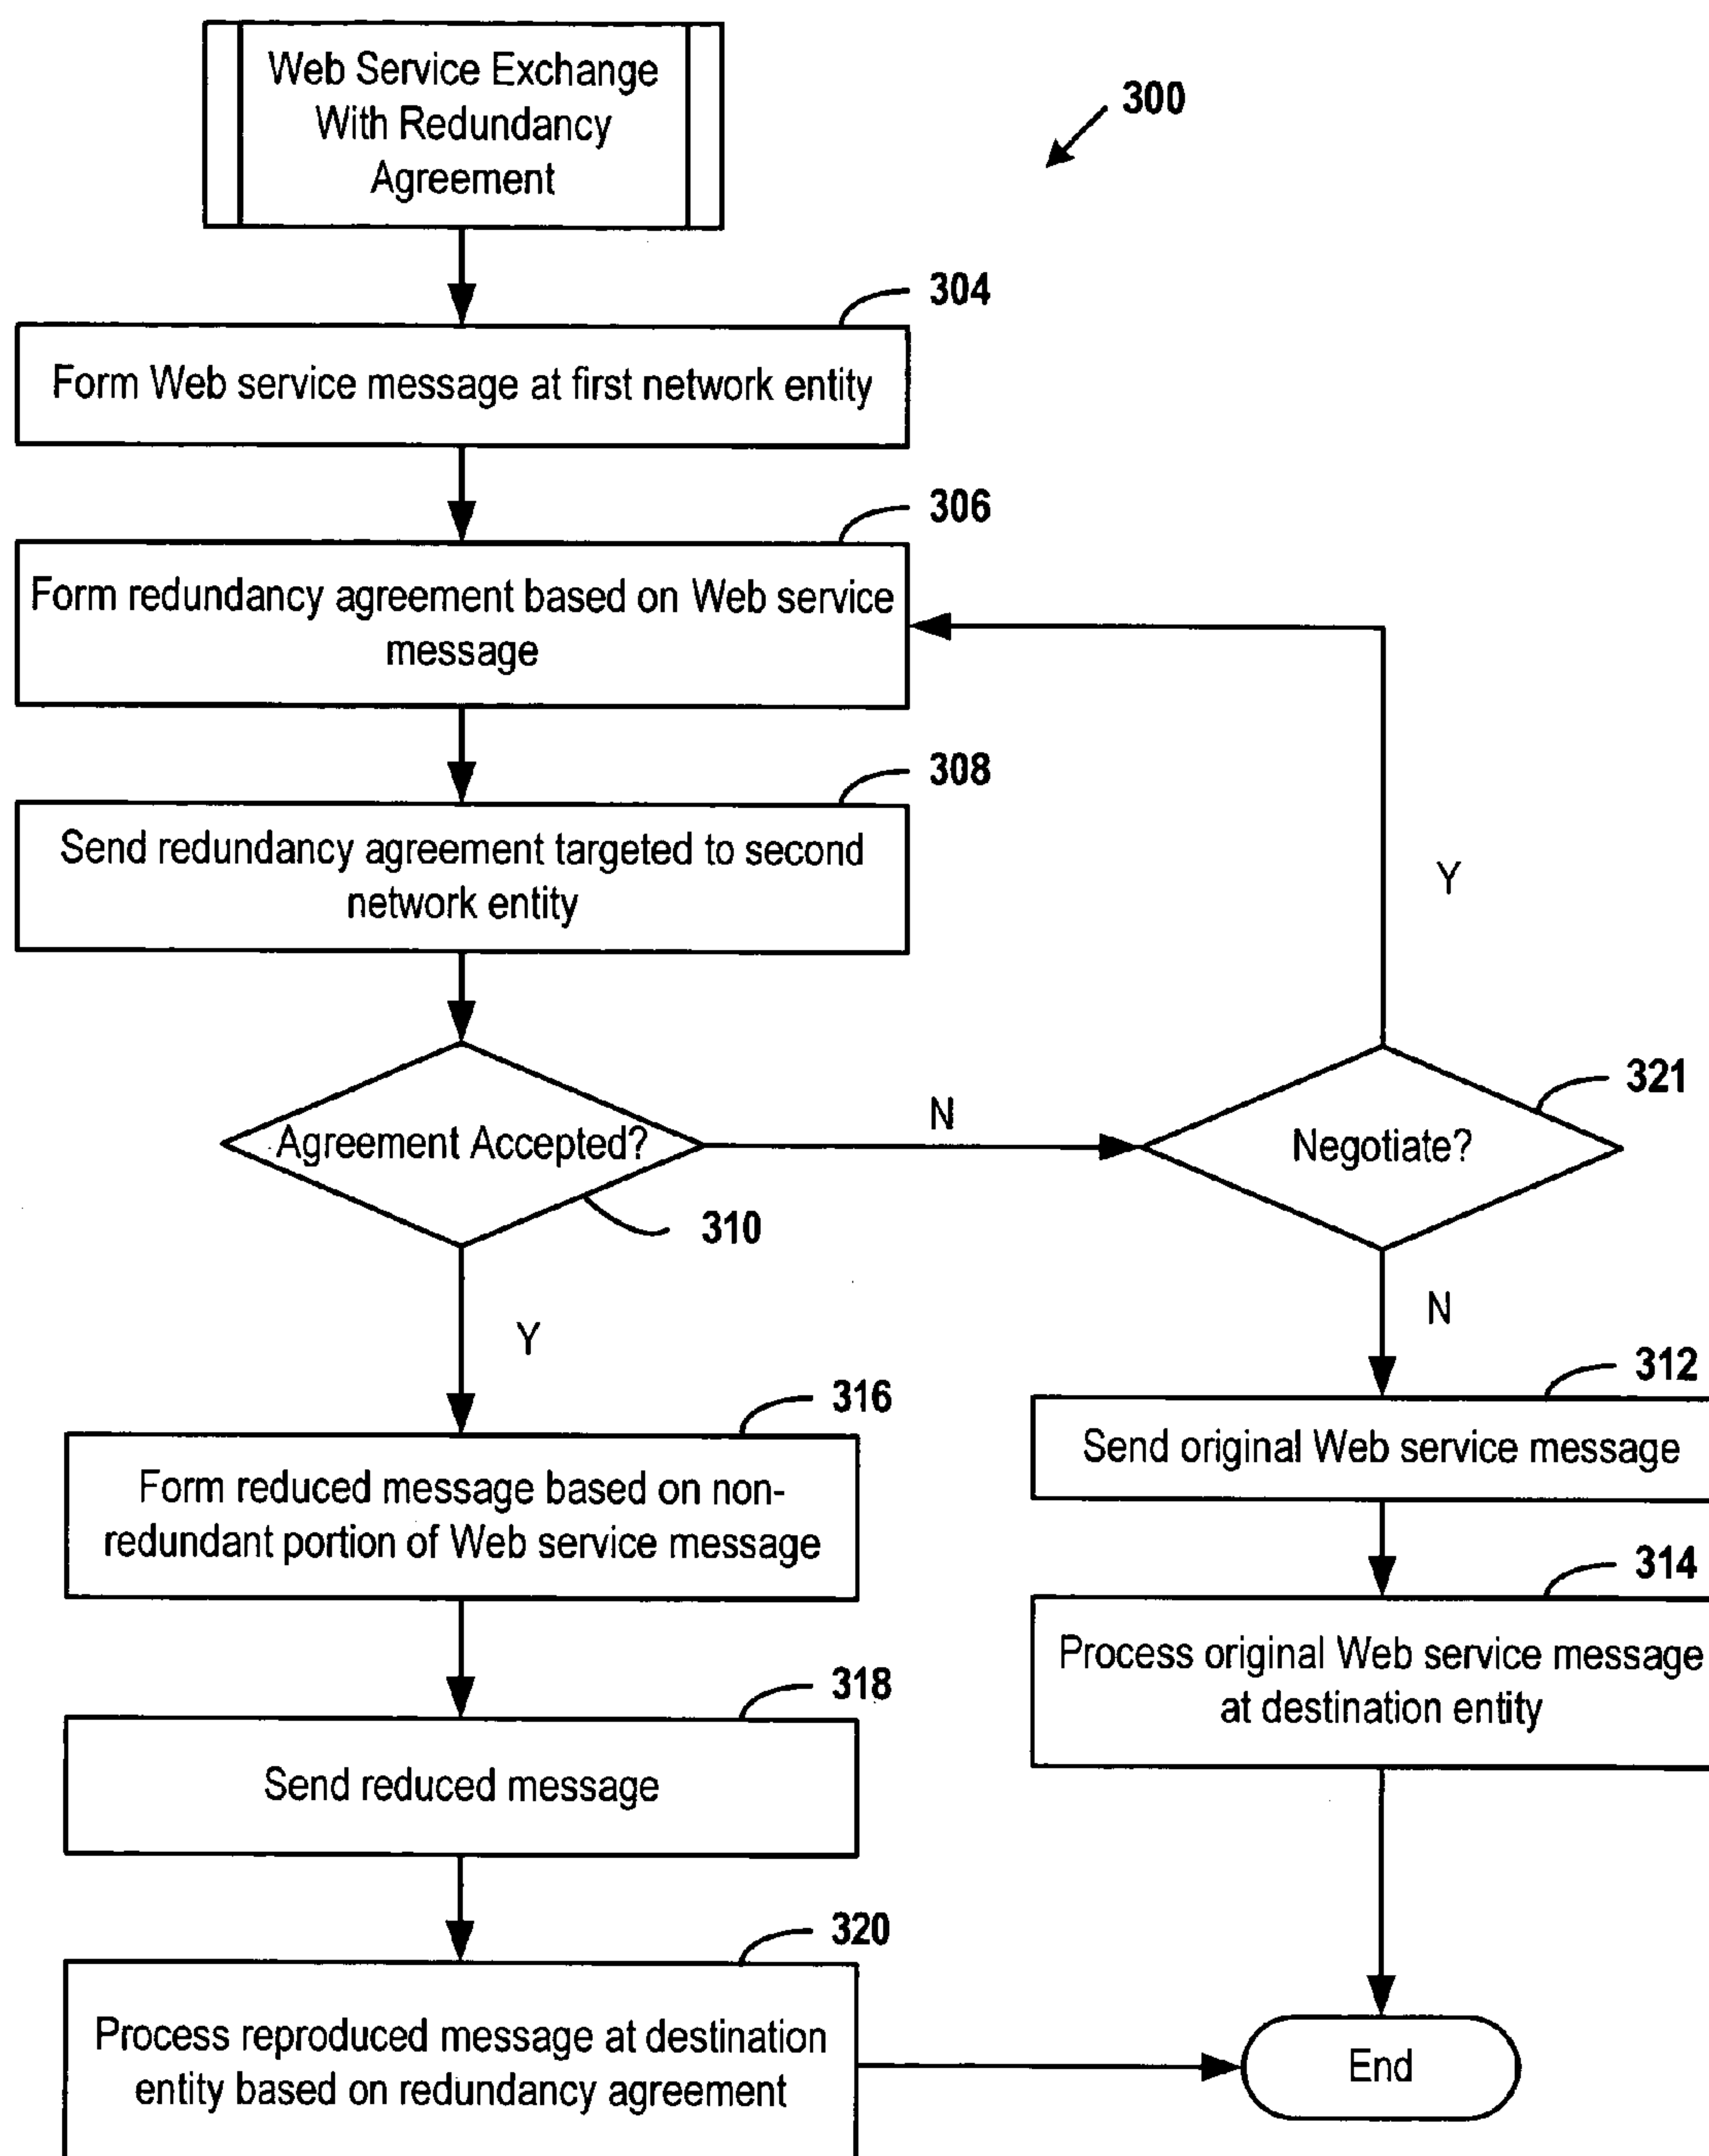 Web Service Exchange
With Redundancy
Agreement
300
304
Form Web service message at first network entity
306
Form redundancy agreement based on Web service
message
308
Send redundancy agreement targeted to second
network entity
Y
321
Agreement Accepted?
N
Negotiate?
310
Y
N
312
Send original Web service message
316
Form reduced message based on non-
redundant portion of Web service message
314
Process original Web service message
at destination entity
318
Send reduced message
320
Process reproduced message at destination
entity based on redundancy agreement
End